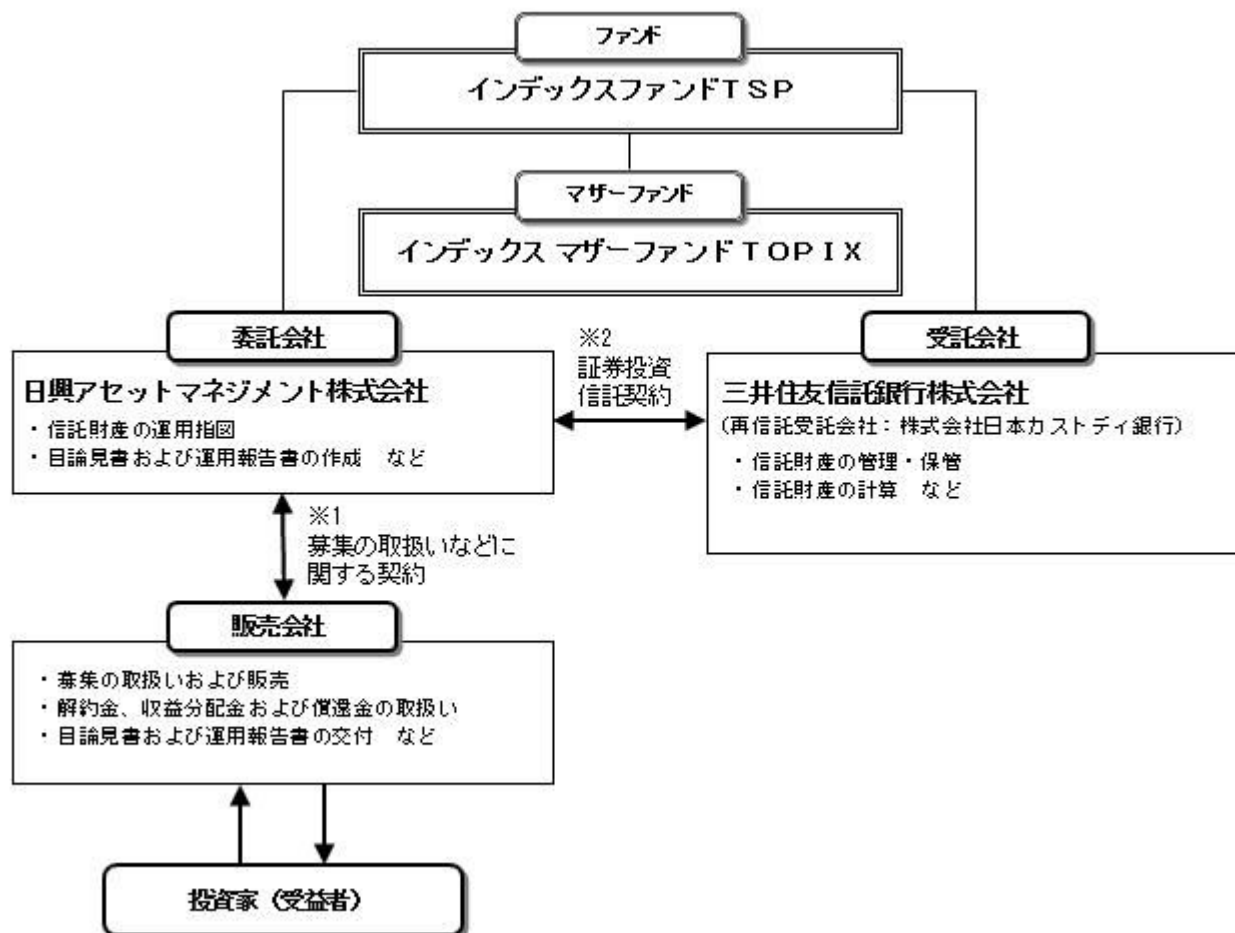 ファンド
インデックスファンドTSP
マザーファンド
インデックス マザーファンドTOPIX
委託会社
日興アセットマネジメント株式会社
・信託財産の運用指図
・目論見書および運用報告書の作成 など
※2
証券投資
信託契約
受託会社
三井住友信託銀行株式会社
(再信託受託会社:株式会社日本カストディ銀行)
・信託財産の管理・保管
・信託財産の計算 など
※1
募集の取扱いなどに
関する契約
販売会社
・募集の取扱いおよび販売
・解約金、収益分配金および償還金の取扱い
・目論見書および運用報告書の交付 など
投資家(受益者)